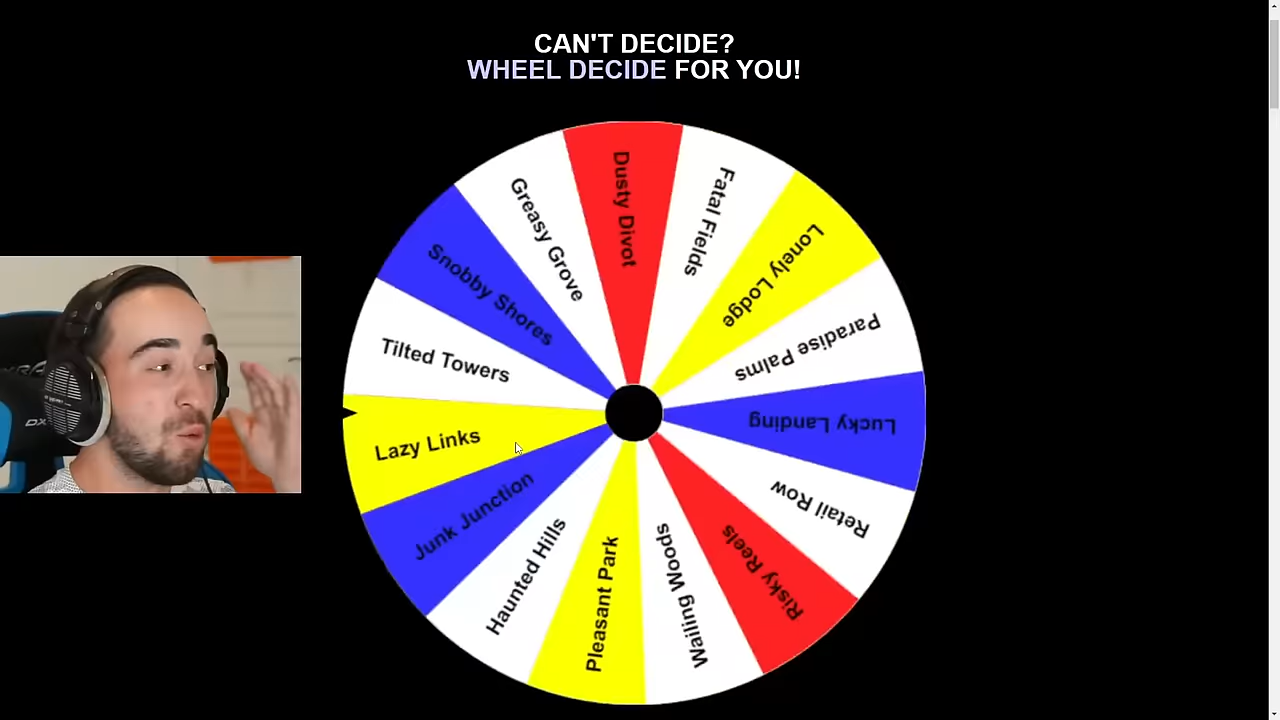 CAN'T DECIDE?
WHEEL DECIDE FOR YOU!
Dusty Divot
Fatal Fields
Lonely Lodge
Paradise Palms
Lucky Landing
Retail Row
Risky Reels
Wailing Woods
Pleasant Park
Haunted Hills
Junk Junction
Lazy Links
Tilted Towers
Snobby Shores
Greasy Grove
DX